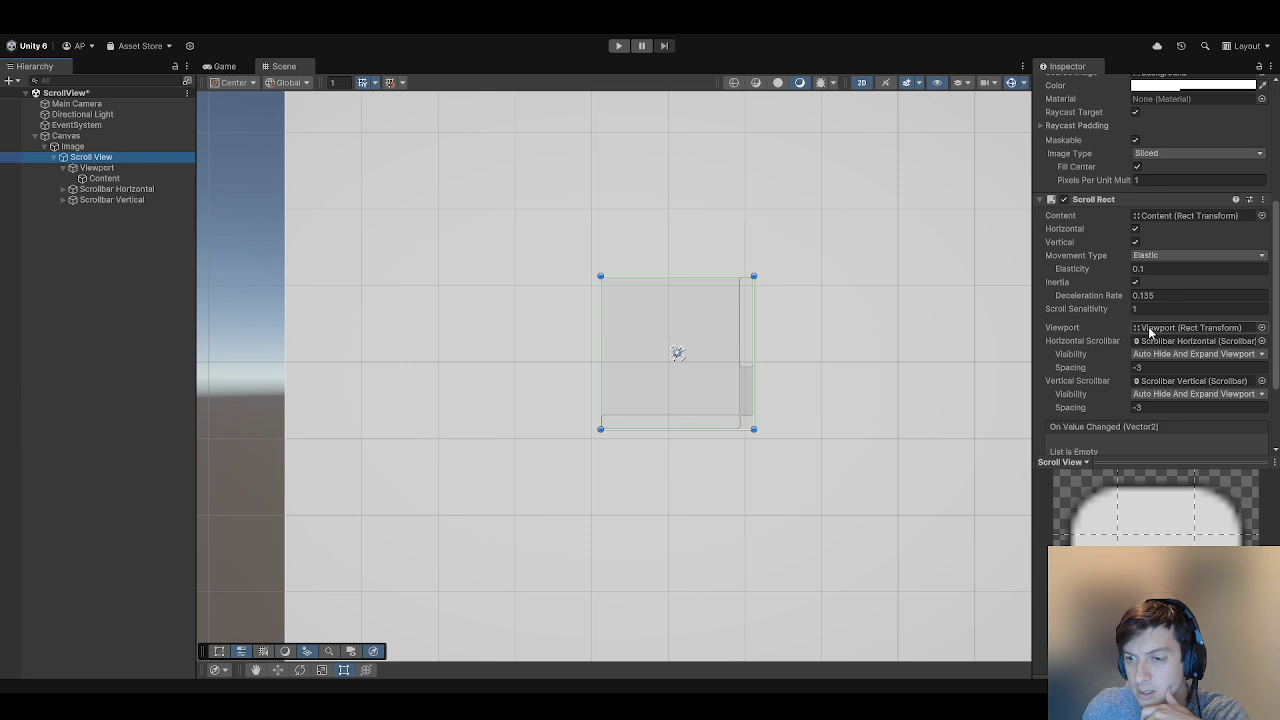 Unity 6 AP Asset Store Layout
Hierarchy Game Scene Inspector
All Center Global 1 2D
ScrollView*
Main Camera
Directional Light
EventSystem
Canvas
Image
Scroll View
Viewport
Content
Scrollbar Horizontal
Scrollbar Vertical
Color
Material None (Material)
Raycast Target
Raycast Padding
Maskable
Image Type Sliced
Fill Center
Pixels Per Unit Mult 1
Scroll Rect
Content Content (Rect Transform)
Horizontal
Vertical
Movement Type Elastic
Elasticity 0.1
Inertia
Deceleration Rate 0.135
Scroll Sensitivity 1
Viewport Viewport (Rect Transform)
Horizontal Scrollbar Scrollbar Horizontal (Scrollbar)
Visibility Auto Hide And Expand Viewport
Spacing -3
Vertical Scrollbar Scrollbar Vertical (Scrollbar)
Visibility Auto Hide And Expand Viewport
Spacing -3
On Value Changed (Vector2)
List Is Empty
Scroll View